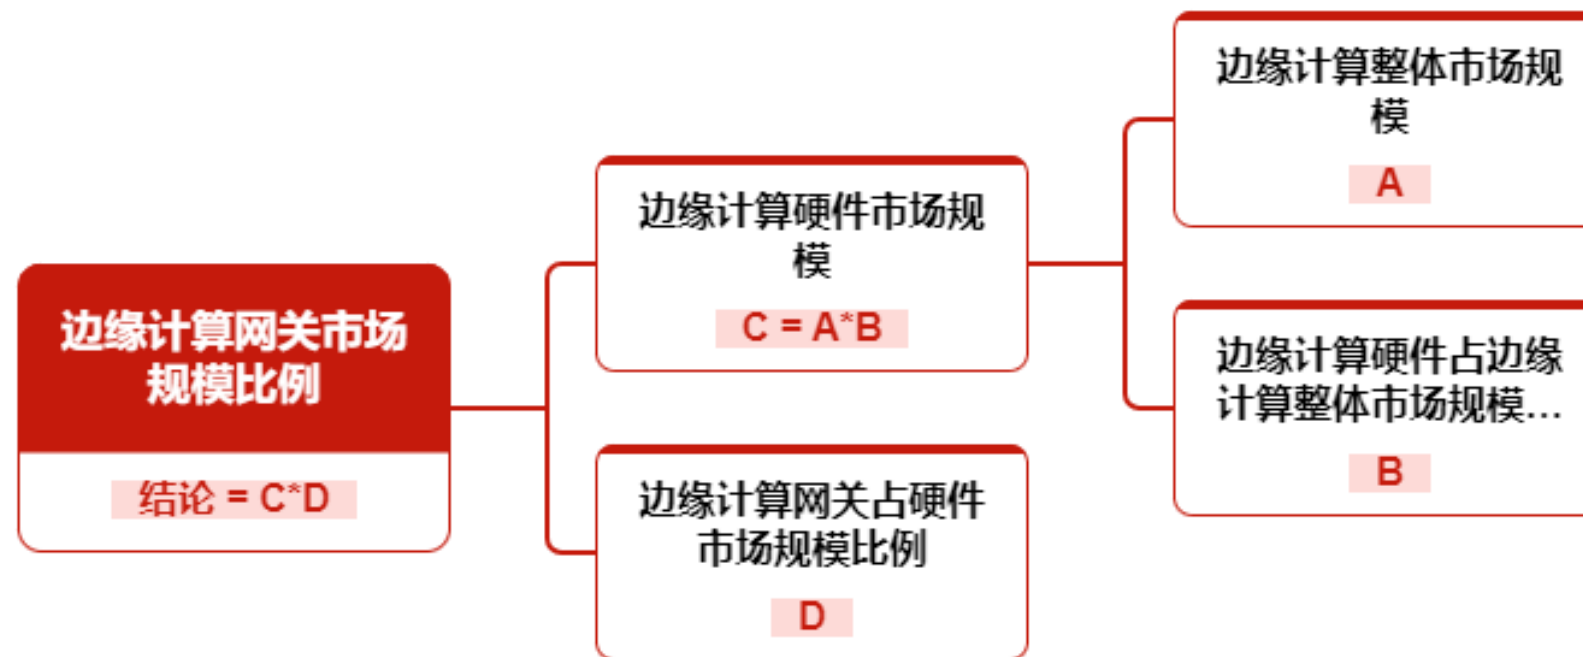 边缘计算网关市场
规模比例
结论 = C*D
边缘计算硬件市场规
模
C = A*B
边缘计算网关占硬件
市场规模比例
D
边缘计算整体市场规
模
A
边缘计算硬件占边缘
计算整体市场规模...
B